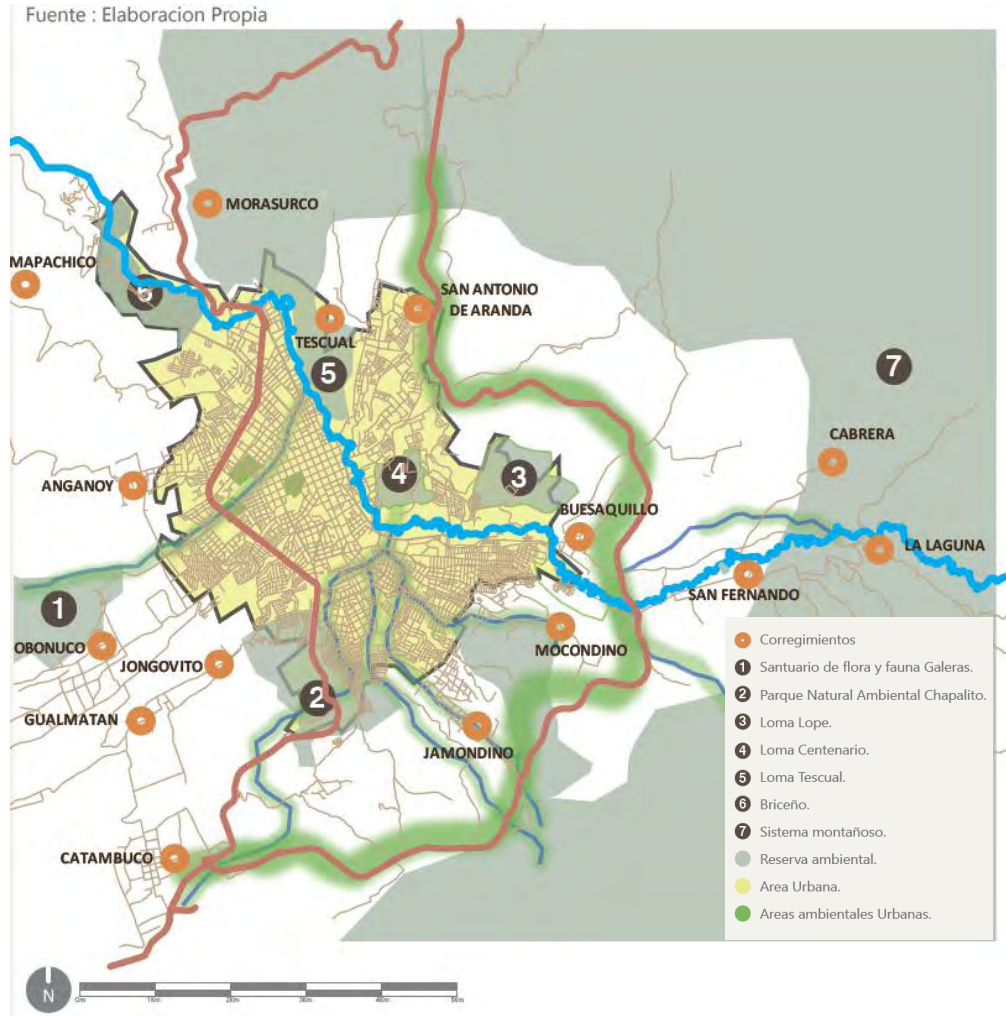 Fuente : Elaboracion Propia
MORASURCO
MAPACHICO
SAN ANTONIO
DE ARANDA
TESCUAL
5
7
CABRERA
4
3
ANGANOY
BUESAQUILLO
LA LAGUNA
SAN FERNANDO
1
OBONUCO
JONGOVITO
MOCONDINO
2
GUALMATAN
JAMONDINO
CATAMBUCO
Corregimientos
1 Santuario de flora y fauna Galeras.
2 Parque Natural Ambiental Chapalito.
3 Loma Lope.
4 Loma Centenario.
5 Loma Tescual.
6 Briceño.
7 Sistema montañoso.
Reserva ambiental.
Area Urbana.
Areas ambientales Urbanas.
N